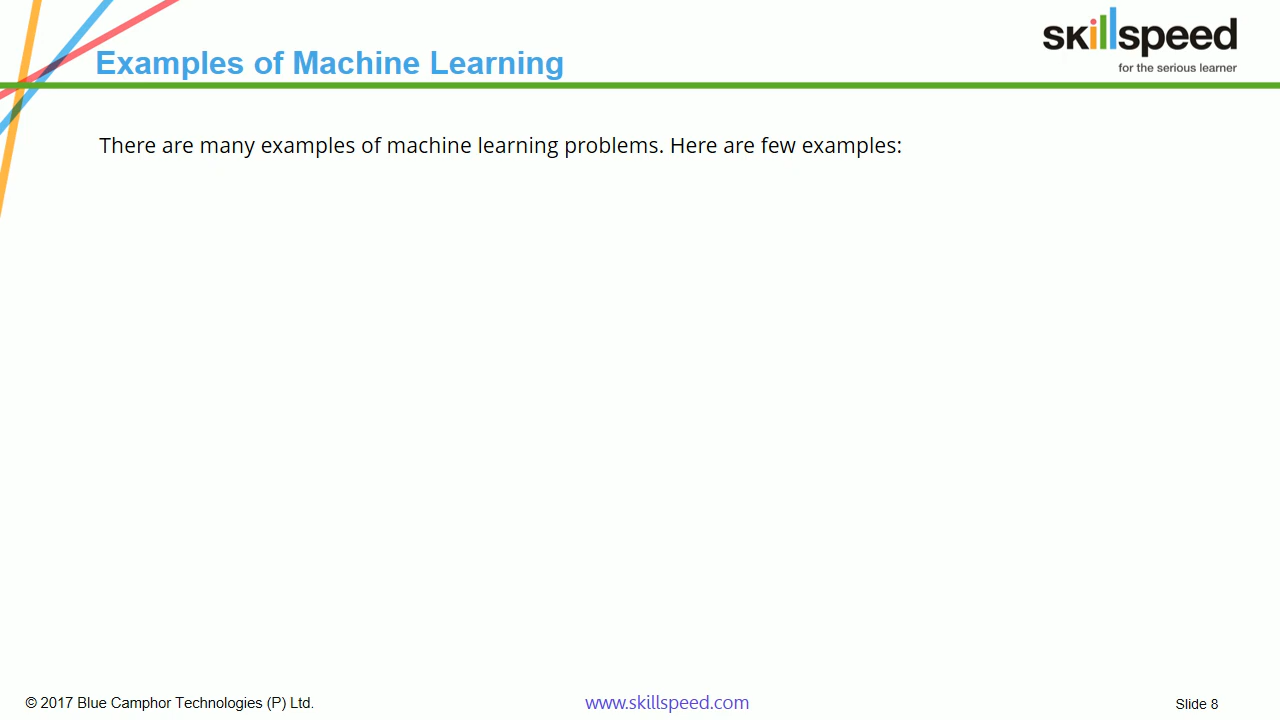 Examples of Machine Learning
skillspeed
for the serious learner
There are many examples of machine learning problems. Here are few examples:
© 2017 Blue Camphor Technologies (P) Ltd.
www.skillspeed.com
Slide 8